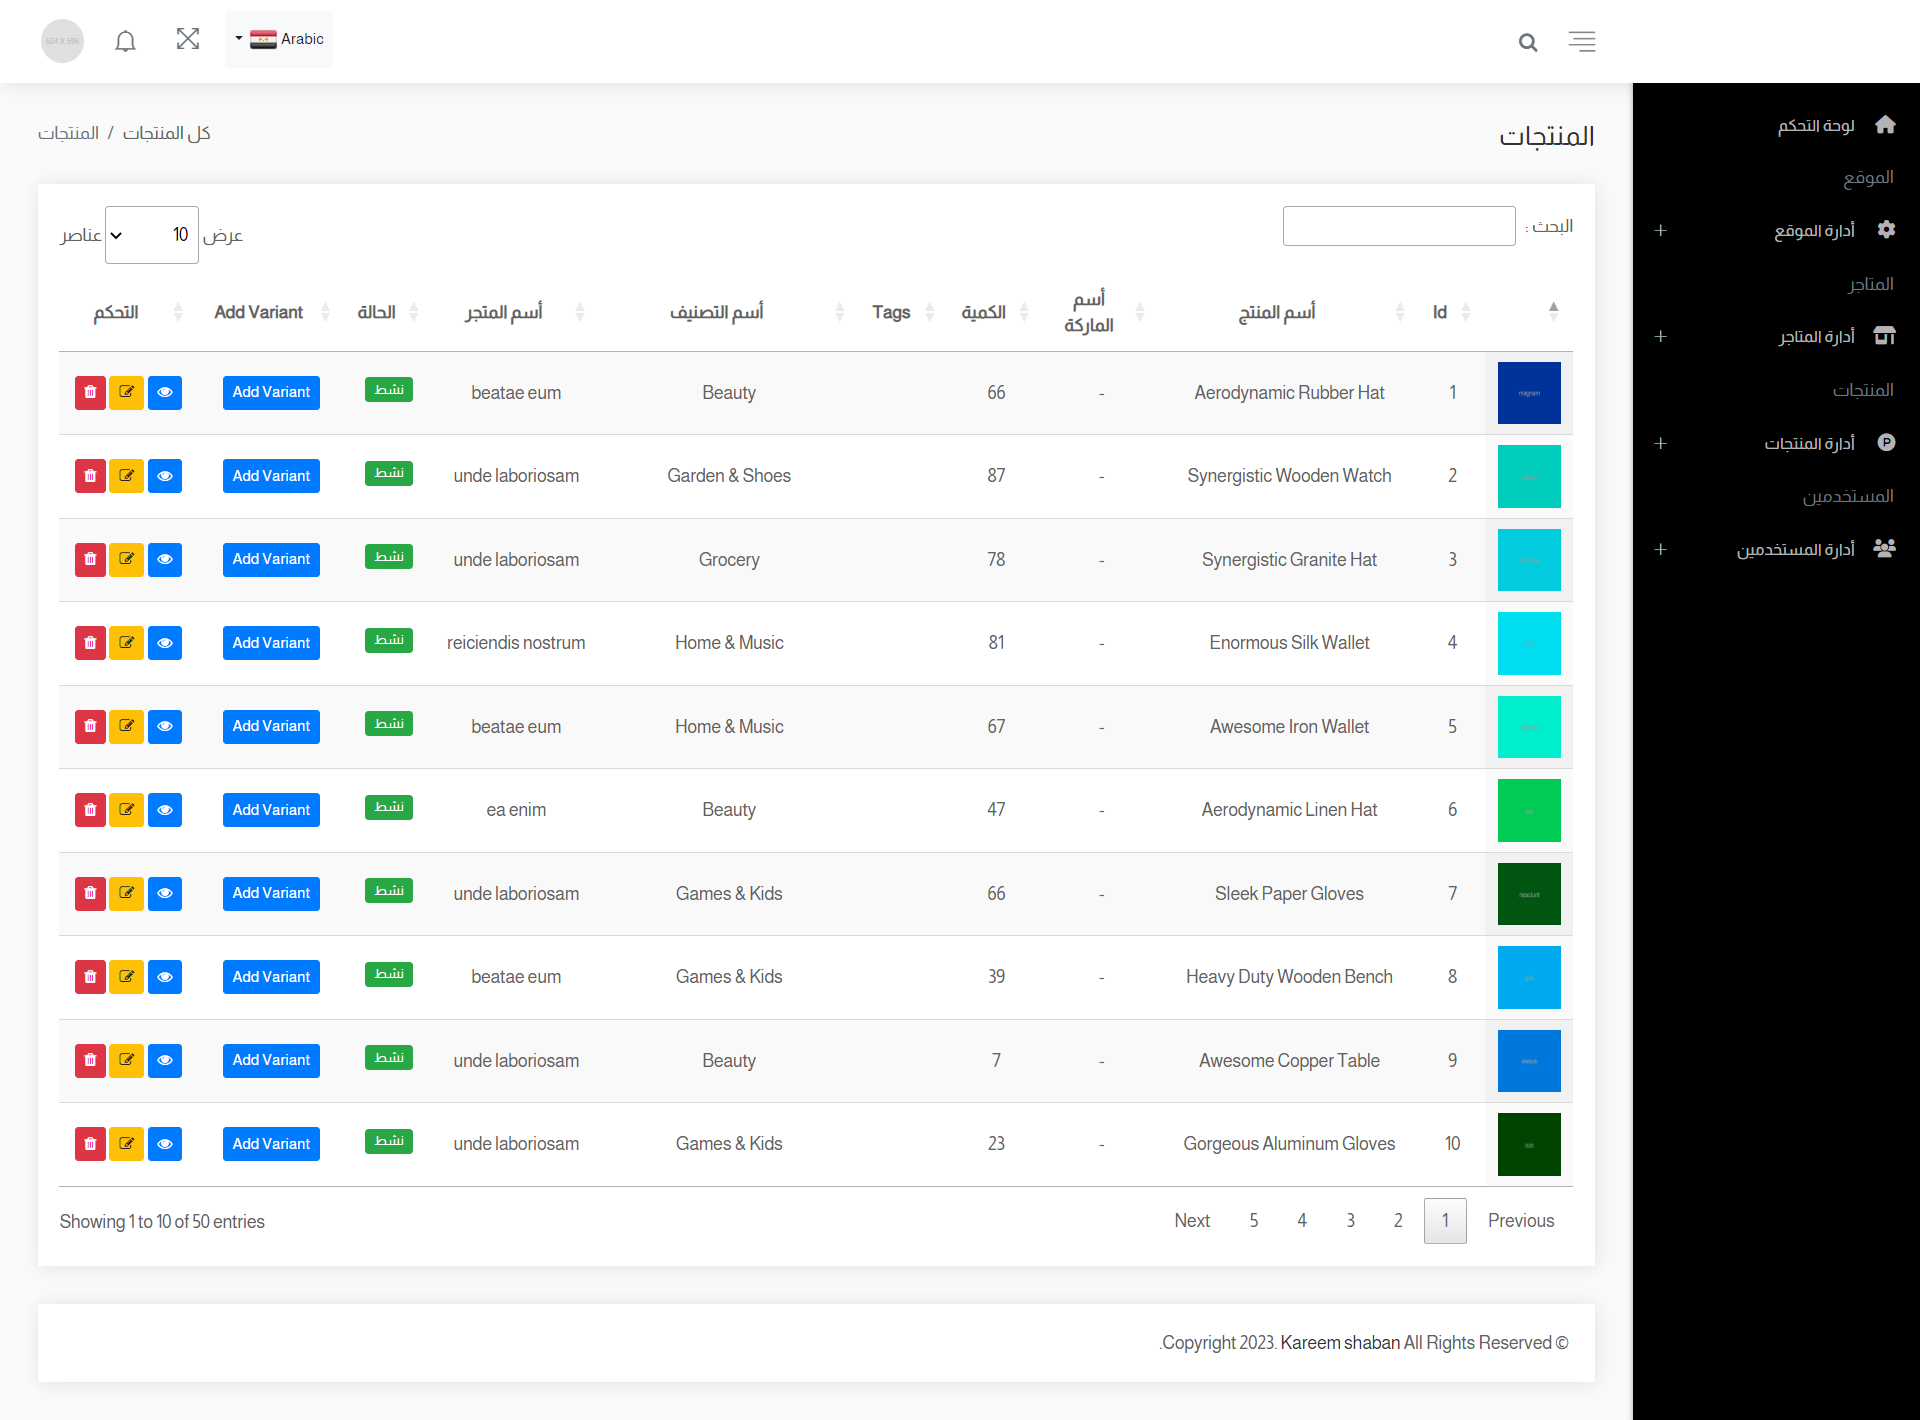 Arabic
624 X 596
لوحة التحكم
الموقع
أدارة الموقع
المتاجر
أدارة المتاجر
المنتجات
أدارة المنتجات
المستخدمين
أدارة المستخدمين
المنتجات
كل المنتجات / المنتجات
البحث :
عرض 10 عناصر
Id أسم المنتج أسم الماركة الكمية Tags أسم التصنيف أسم المتجر الحالة Add Variant التحكم
magnam 1 Aerodynamic Rubber Hat - 66 Beauty beatae eum نشط Add Variant
2 Synergistic Wooden Watch - 87 Garden & Shoes unde laboriosam نشط Add Variant
3 Synergistic Granite Hat - 78 Grocery unde laboriosam نشط Add Variant
4 Enormous Silk Wallet - 81 Home & Music reiciendis nostrum نشط Add Variant
5 Awesome Iron Wallet - 67 Home & Music beatae eum نشط Add Variant
6 Aerodynamic Linen Hat - 47 Beauty ea enim نشط Add Variant
nesciunt 7 Sleek Paper Gloves - 66 Games & Kids unde laboriosam نشط Add Variant
8 Heavy Duty Wooden Bench - 39 Games & Kids beatae eum نشط Add Variant
9 Awesome Copper Table - 7 Beauty unde laboriosam نشط Add Variant
10 Gorgeous Aluminum Gloves - 23 Games & Kids unde laboriosam نشط Add Variant
Previous 1 2 3 4 5 Next
Showing 1 to 10 of 50 entries
.Copyright 2023. Kareem shaban All Rights Reserved ©